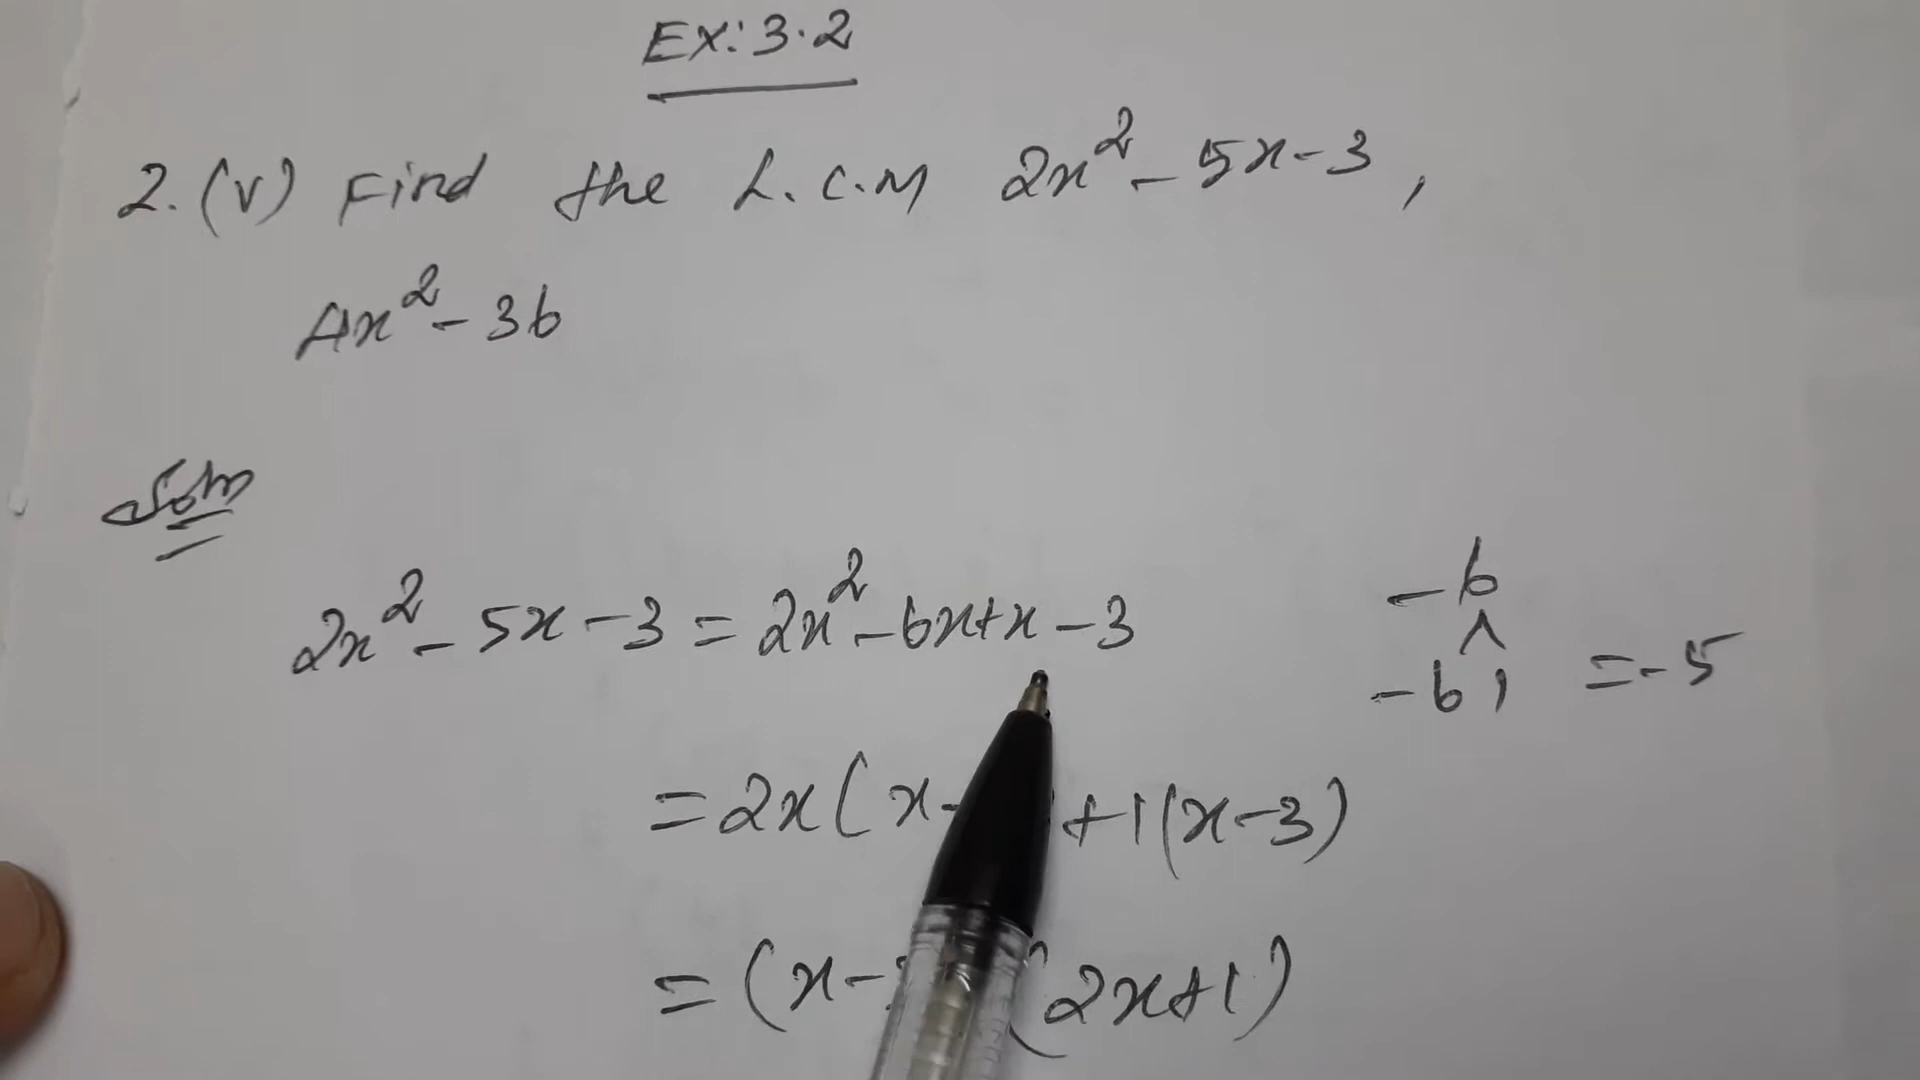 Ex: 3.2
2. (v) Find the L.C.M 2x² - 5x - 3,
4x² - 36
Soln
2x² - 5x - 3 = 2x² - 6x + x - 3
-6
-6 1 = -5
= 2x(x- +1(x-3)
= (x- (2x+1)